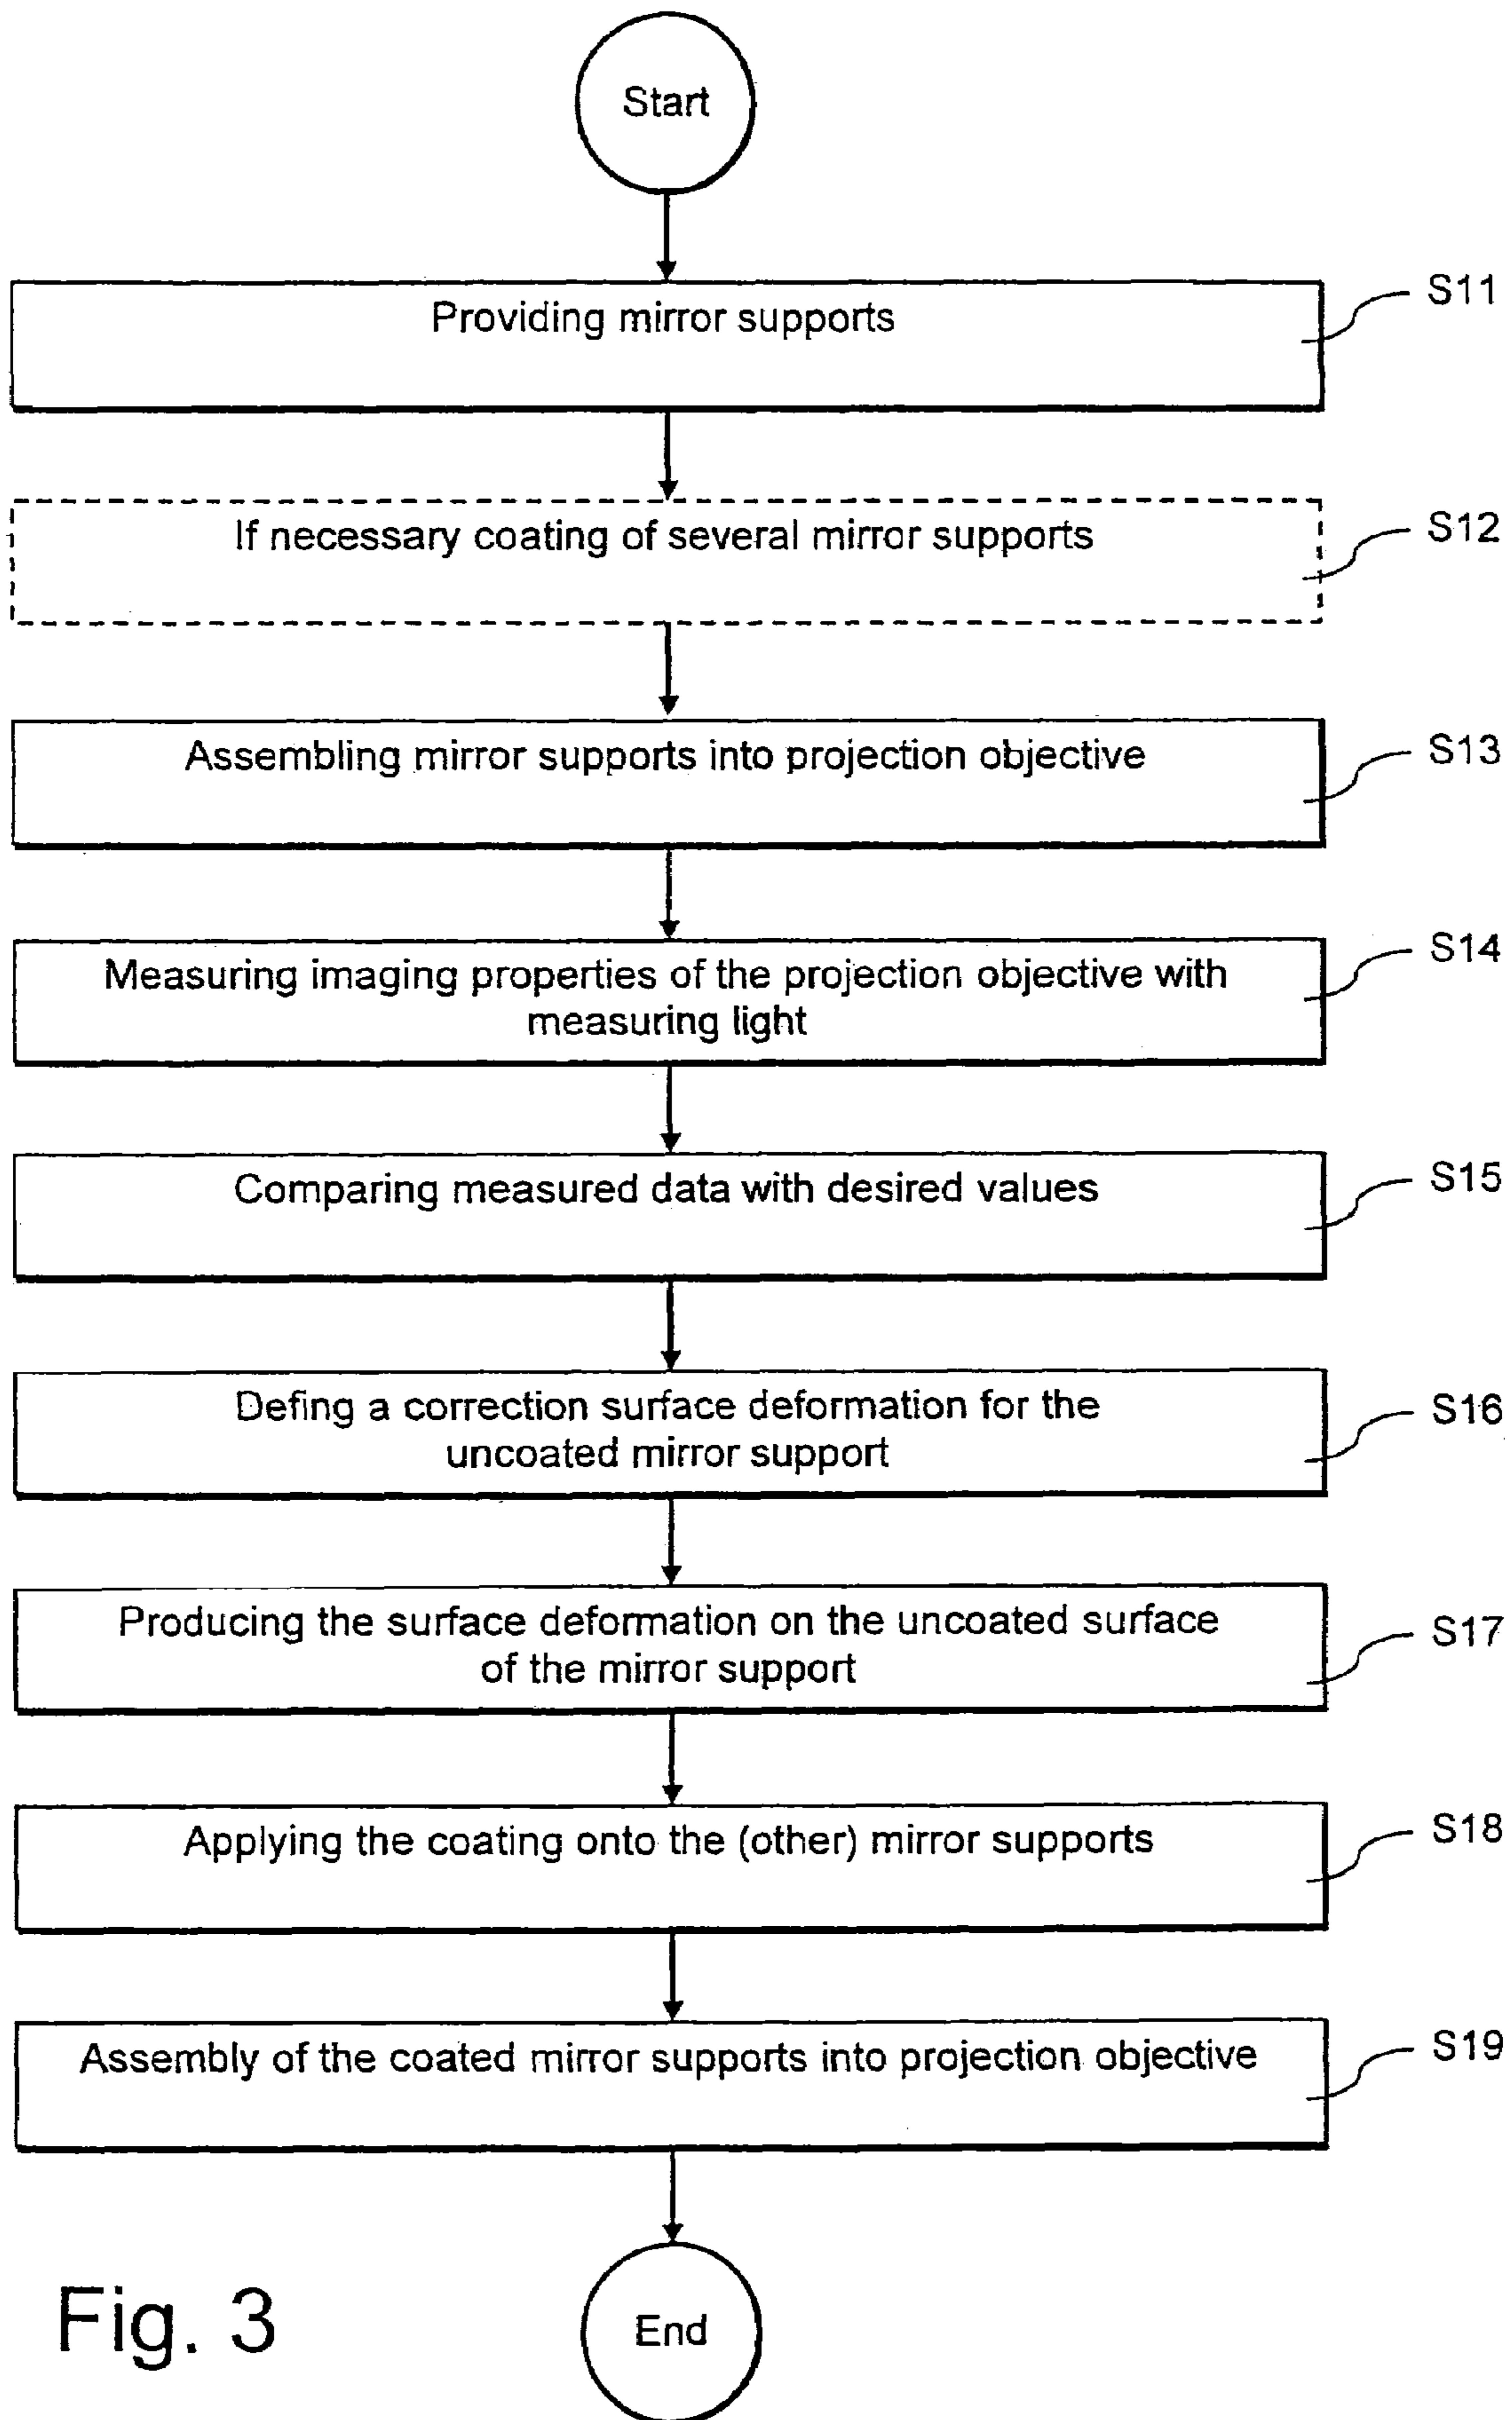 Start
Providing mirror supports
S11
If necessary coating of several mirror supports
S12
Assembling mirror supports into projection objective
S13
Measuring imaging properties of the projection objective with
measuring light
S14
Comparing measured data with desired values
S15
Defing a correction surface deformation for the
uncoated mirror support
S16
Producing the surface deformation on the uncoated surface
of the mirror support
S17
Applying the coating onto the (other) mirror supports
S18
Assembly of the coated mirror supports into projection objective
S19
End
Fig. 3